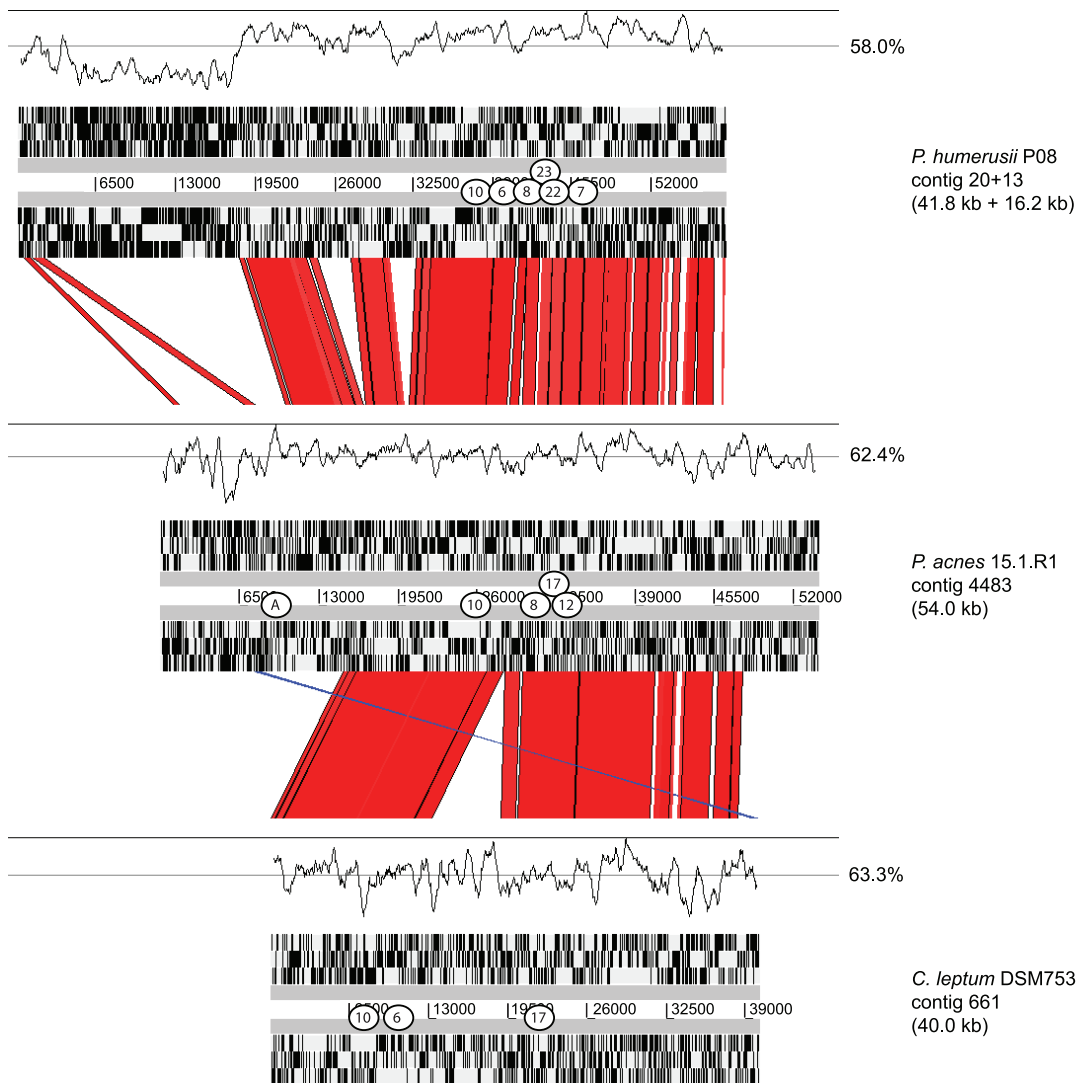 58.0%
P. humerusii P08
contig 20+13
(41.8 kb + 16.2 kb)
23
6500 13000 19500 26000 32500 52000
10 6 8 22 7
62.4%
P. acnes 15.1.R1
contig 4483
(54.0 kb)
17
6500 13000 19500 26000 39000 45500 52000
A 10 8 12
63.3%
C. leptum DSM753
contig 661
(40.0 kb)
13000 26000 32500 39000
10 6 17